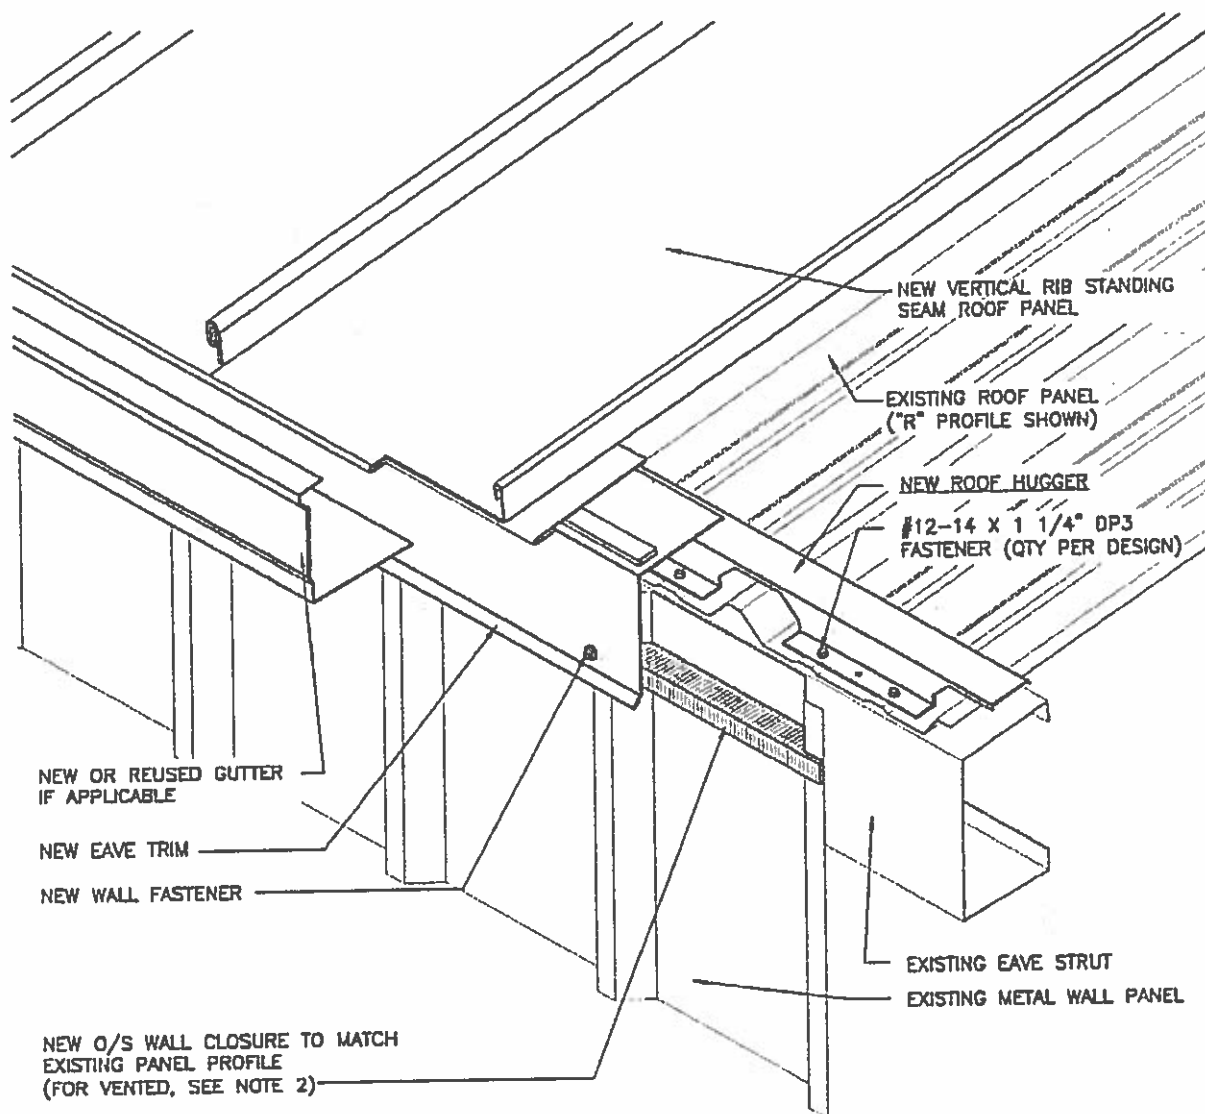 NEW VERTICAL RIB STANDING
SEAM ROOF PANEL
EXISTING ROOF PANEL
("R" PROFILE SHOWN)
NEW ROOF HUGGER
#12-14 X 1 1/4" DP3
FASTENER (QTY PER DESIGN)
NEW OR REUSED GUTTER
IF APPLICABLE
NEW EAVE TRIM
NEW WALL FASTENER
EXISTING EAVE STRUT
EXISTING METAL WALL PANEL
NEW O/S WALL CLOSURE TO MATCH
EXISTING PANEL PROFILE
(FOR VENTED, SEE NOTE 2)